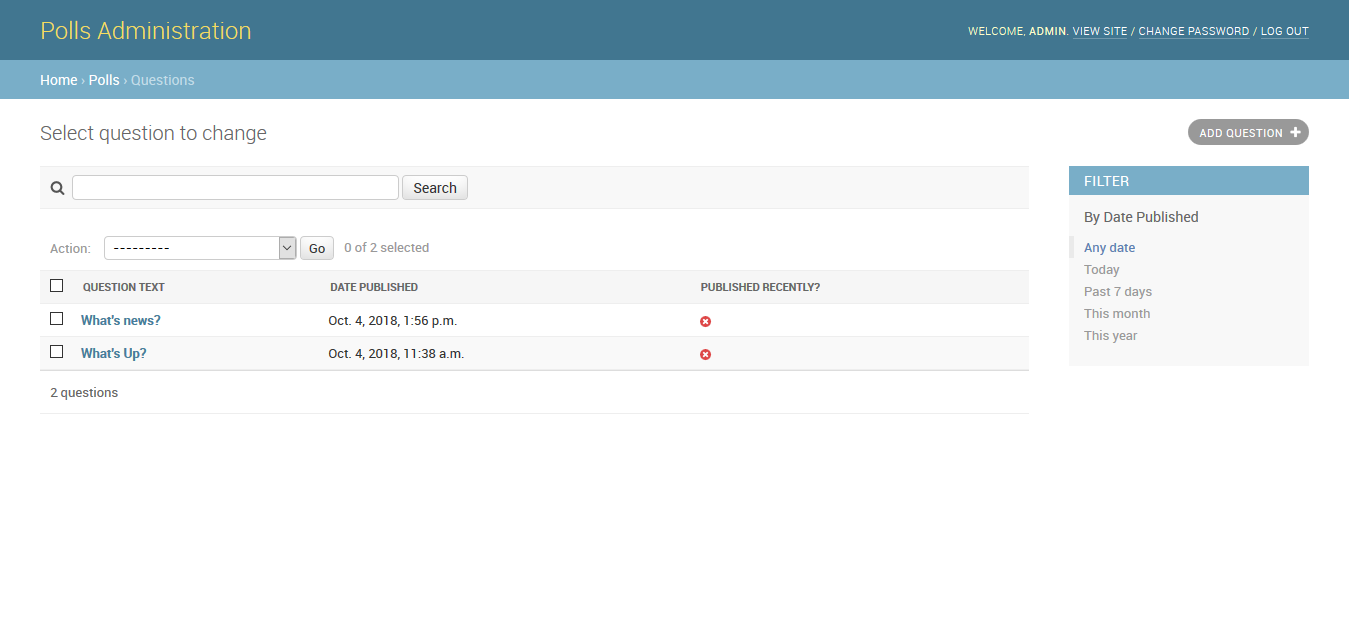 Polls Administration
WELCOME, ADMIN. VIEW SITE / CHANGE PASSWORD / LOG OUT
Home › Polls › Questions
Select question to change
ADD QUESTION +
Search
FILTER
By Date Published
Any date
Today
Past 7 days
This month
This year
Action: --------- Go 0 of 2 selected
QUESTION TEXT DATE PUBLISHED PUBLISHED RECENTLY?
What's news? Oct. 4, 2018, 1:56 p.m.
What's Up? Oct. 4, 2018, 11:38 a.m.
2 questions